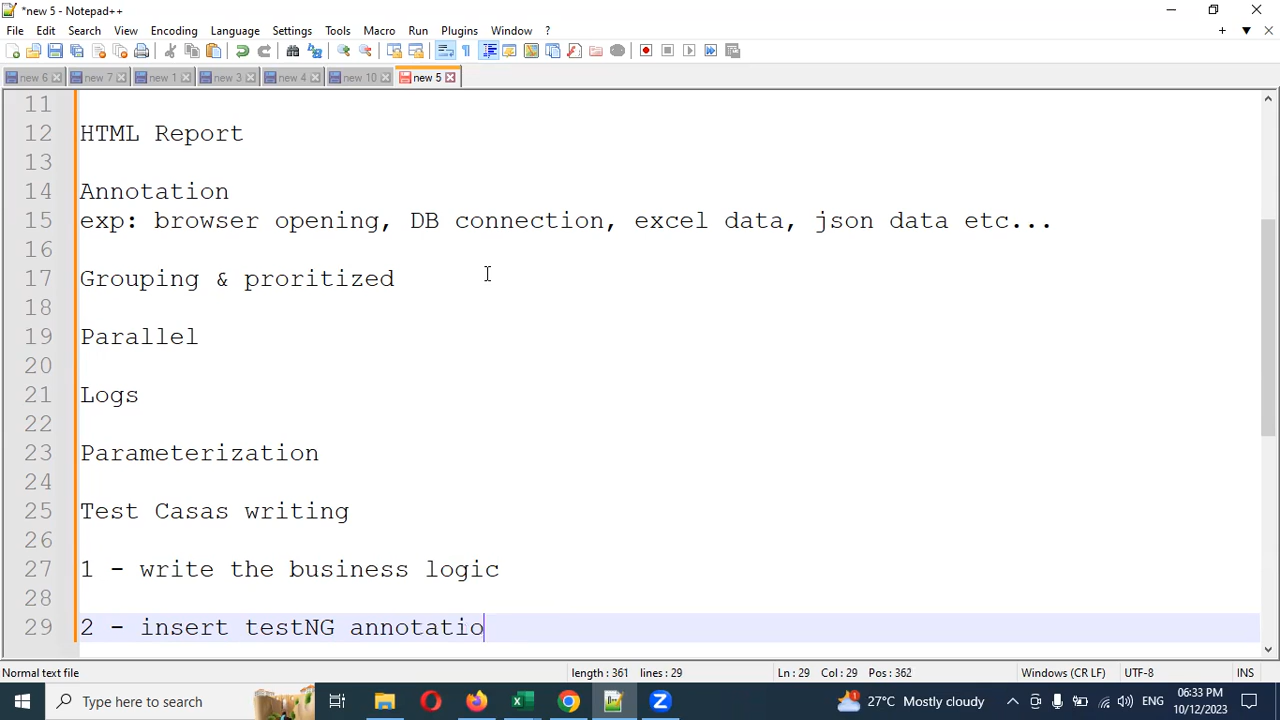 *new 5 - Notepad++
File Edit Search View Encoding Language Settings Tools Macro Run Plugins Window ?
new 6 new 7 new 1 new 3 new 4 new 10 new 5
11
12 HTML Report
13
14 Annotation
15 exp: browser opening, DB connection, excel data, json data etc...
16
17 Grouping & proritized
18
19 Parallel
20
21 Logs
22
23 Parameterization
24
25 Test Casas writing
26
27 1 - write the business logic
28
29 2 - insert testNG annotatio
Normal text file length : 361 lines : 29 Ln : 29 Col : 29 Pos : 362 Windows (CR LF) UTF-8 INS
Type here to search 27°C Mostly cloudy ENG 06:33 PM
10/12/2023